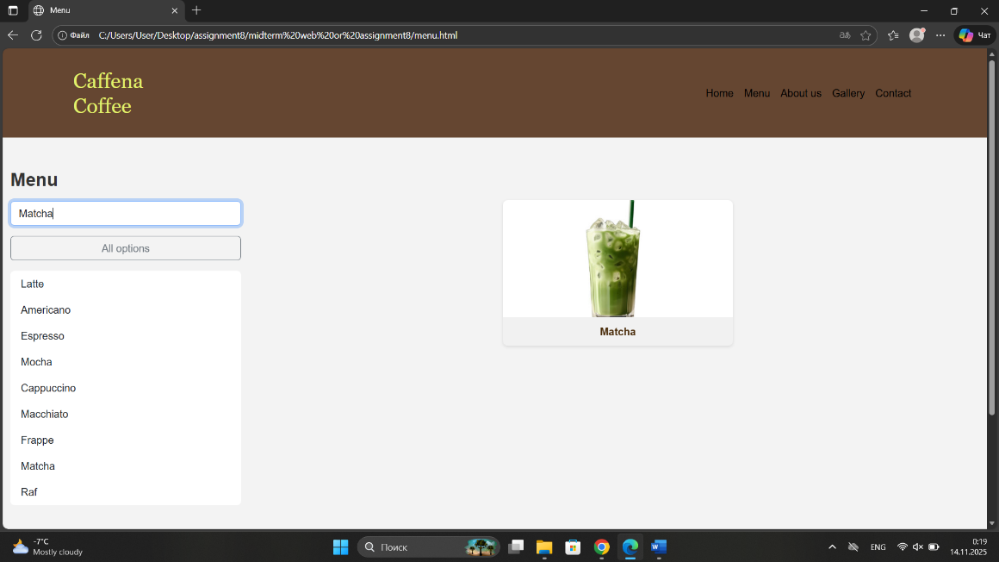 Menu
Файл
C:/Users/User/Desktop/assignment8/midterm%20web%20or%20assignment8/menu.html
Чат
Caffena
Coffee
Home Menu About us Gallery Contact
Menu
Matcha
All options
Latte
Americano
Espresso
Mocha
Cappuccino
Macchiato
Frappe
Matcha
Raf
Matcha
-7°C
Mostly cloudy
Поиск
ENG
0:19
14.11.2025